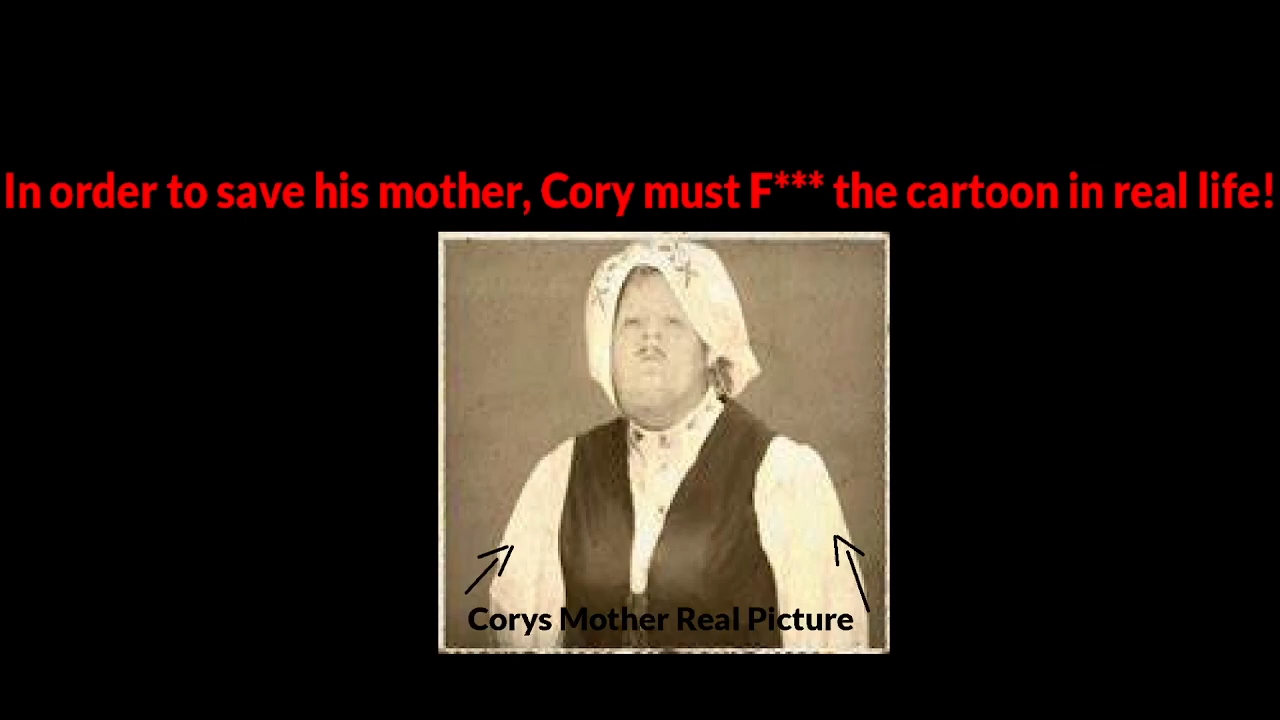 In order to save his mother, Cory must F*** the cartoon in real life!
Corys Mother Real Picture